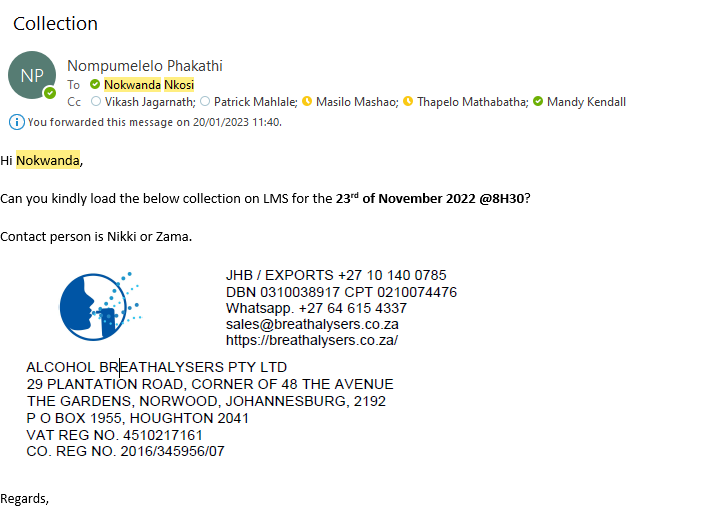 Collection
NP
Nompumelelo Phakathi
To Nokwanda Nkosi
Cc Vikash Jagarnath; Patrick Mahlale; Masilo Mashao; Thapelo Mathabatha; Mandy Kendall
You forwarded this message on 20/01/2023 11:40.
Hi Nokwanda,
Can you kindly load the below collection on LMS for the 23rd of November 2022 @8H30?
Contact person is Nikki or Zama.
JHB / EXPORTS +27 10 140 0785
DBN 0310038917 CPT 0210074476
Whatsapp. +27 64 615 4337
sales@breathalysers.co.za
https://breathalysers.co.za/
ALCOHOL BREATHALYSERS PTY LTD
29 PLANTATION ROAD, CORNER OF 48 THE AVENUE
THE GARDENS, NORWOOD, JOHANNESBURG, 2192
P O BOX 1955, HOUGHTON 2041
VAT REG NO. 4510217161
CO. REG NO. 2016/345956/07
Regards,